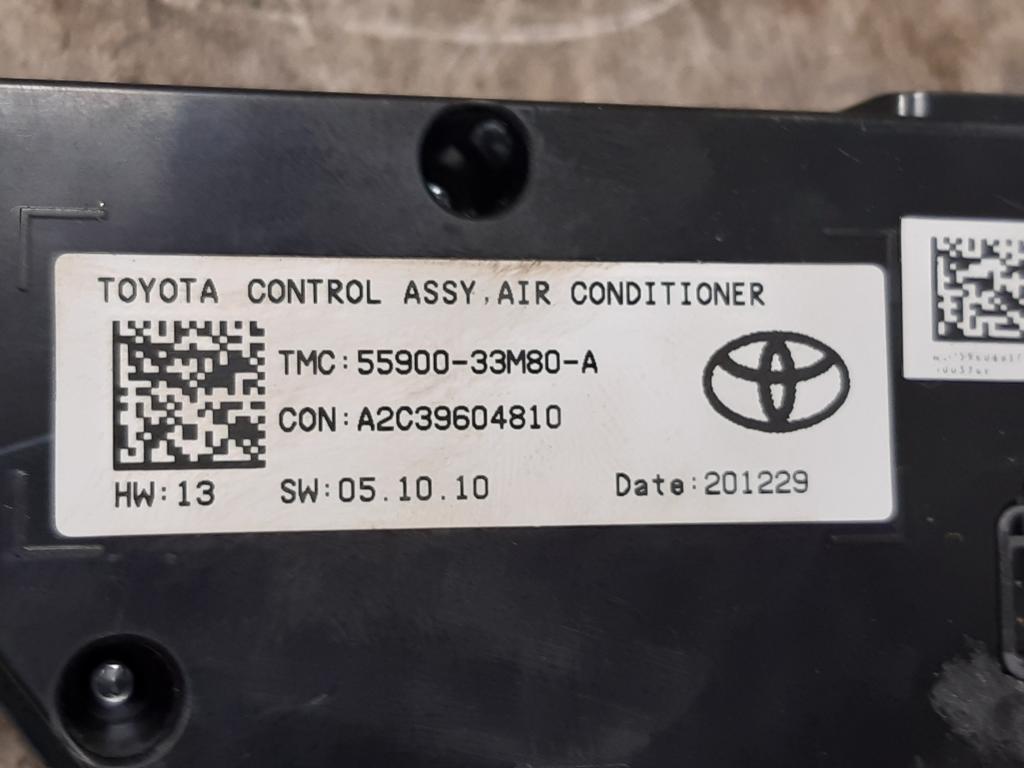 TOYOTA CONTROL ASSY,AIR CONDITIONER
TMC:55900-33M80-A
CON:A2C39604810
HW:13 SW:05.10.10 Date:201229